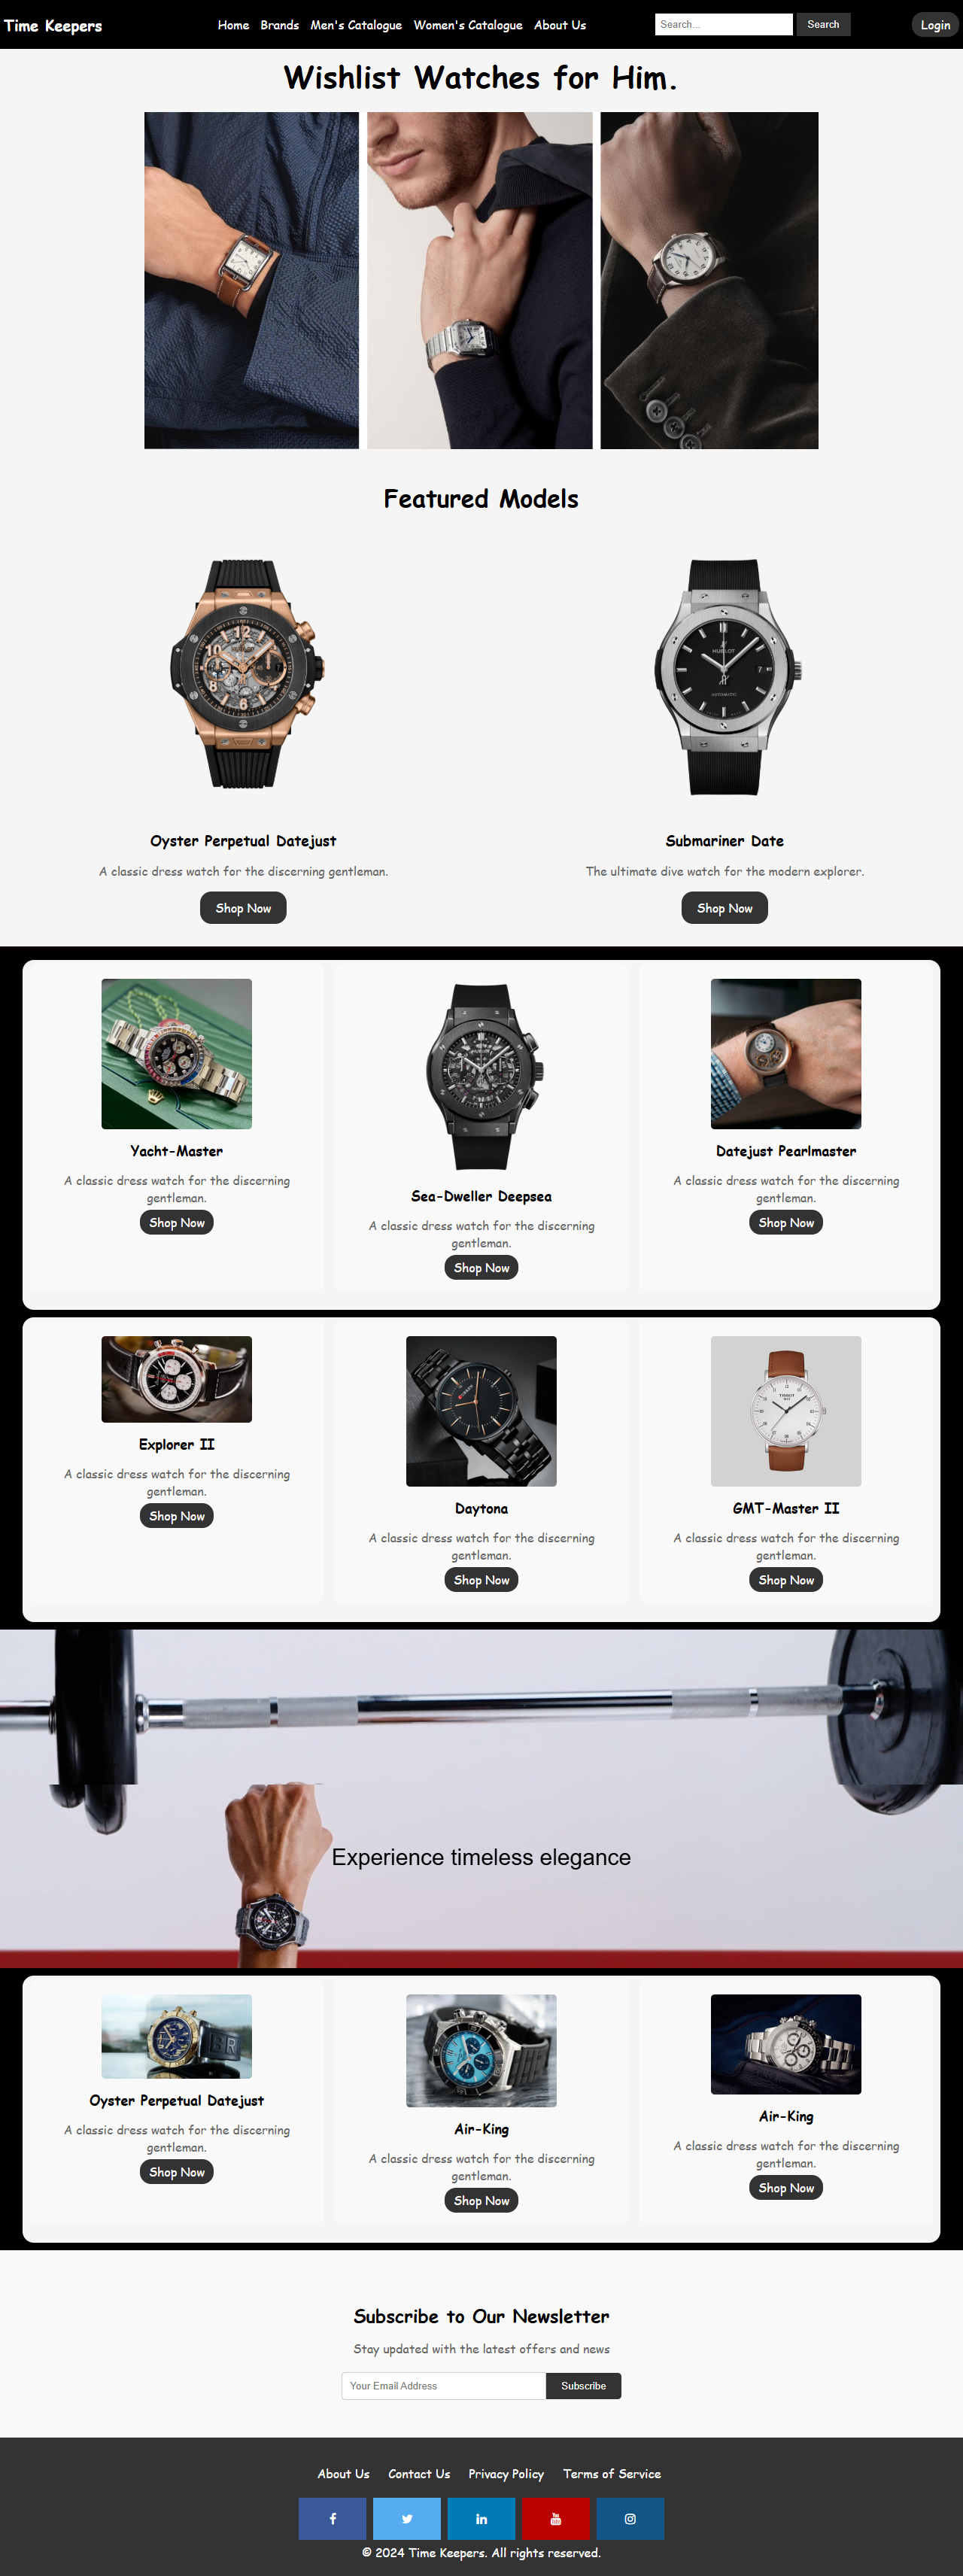 Time Keepers
Home Brands Men's Catalogue Women's Catalogue About Us
Search...
Search
Login
Wishlist Watches for Him.
Featured Models
HUBLOT
HUBLOT
AUTOMATIC
7
Oyster Perpetual Datejust
A classic dress watch for the discerning gentleman.
Shop Now
Submariner Date
The ultimate dive watch for the modern explorer.
Shop Now
Yacht-Master
A classic dress watch for the discerning
gentleman.
Shop Now
Sea-Dweller Deepsea
A classic dress watch for the discerning
gentleman.
Shop Now
Datejust Pearlmaster
A classic dress watch for the discerning
gentleman.
Shop Now
Explorer II
A classic dress watch for the discerning
gentleman.
Shop Now
Daytona
A classic dress watch for the discerning
gentleman.
Shop Now
TISSOT
GMT-Master II
A classic dress watch for the discerning
gentleman.
Shop Now
Experience timeless elegance
BR
Oyster Perpetual Datejust
A classic dress watch for the discerning
gentleman.
Shop Now
Air-King
A classic dress watch for the discerning
gentleman.
Shop Now
Air-King
A classic dress watch for the discerning
gentleman.
Shop Now
Subscribe to Our Newsletter
Stay updated with the latest offers and news
Your Email Address
Subscribe
About Us Contact Us Privacy Policy Terms of Service
© 2024 Time Keepers. All rights reserved.